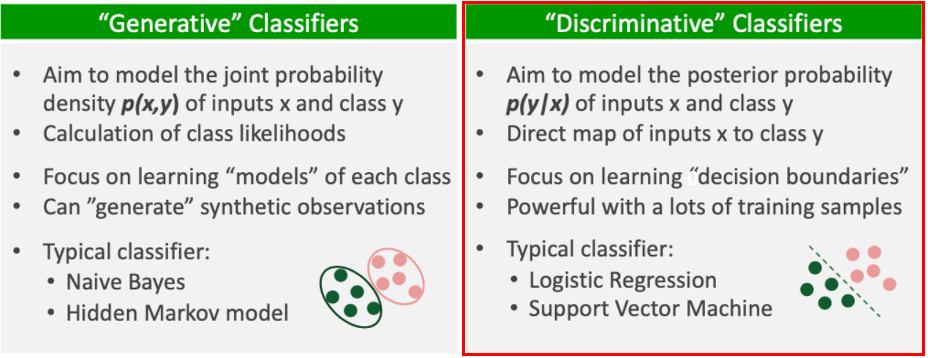 “Generative” Classifiers
• Aim to model the joint probability
density p(x,y) of inputs x and class y
• Calculation of class likelihoods
• Focus on learning “models” of each class
• Can ”generate” synthetic observations
• Typical classifier:
• Naive Bayes
• Hidden Markov model
“Discriminative” Classifiers
• Aim to model the posterior probability
p(y|x) of inputs x and class y
• Direct map of inputs x to class y
• Focus on learning “decision boundaries”
• Powerful with a lots of training samples
• Typical classifier:
• Logistic Regression
• Support Vector Machine